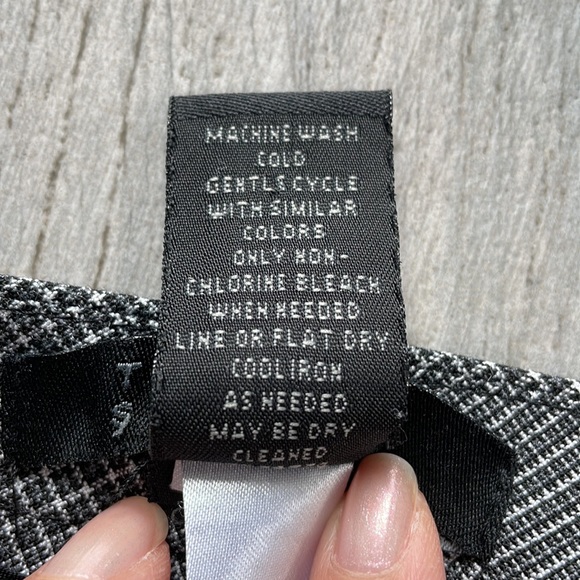 MACHINE WASH
COLD
GENTLE CYCLE
WITH SIMILAR
COLORS
ONLY NON-
CHLORINE BLEACH
WHEN NEEDED
LINE OR FLAT DRY
COOL IRON
AS NEEDED
MAY BE DRY
CLEANED